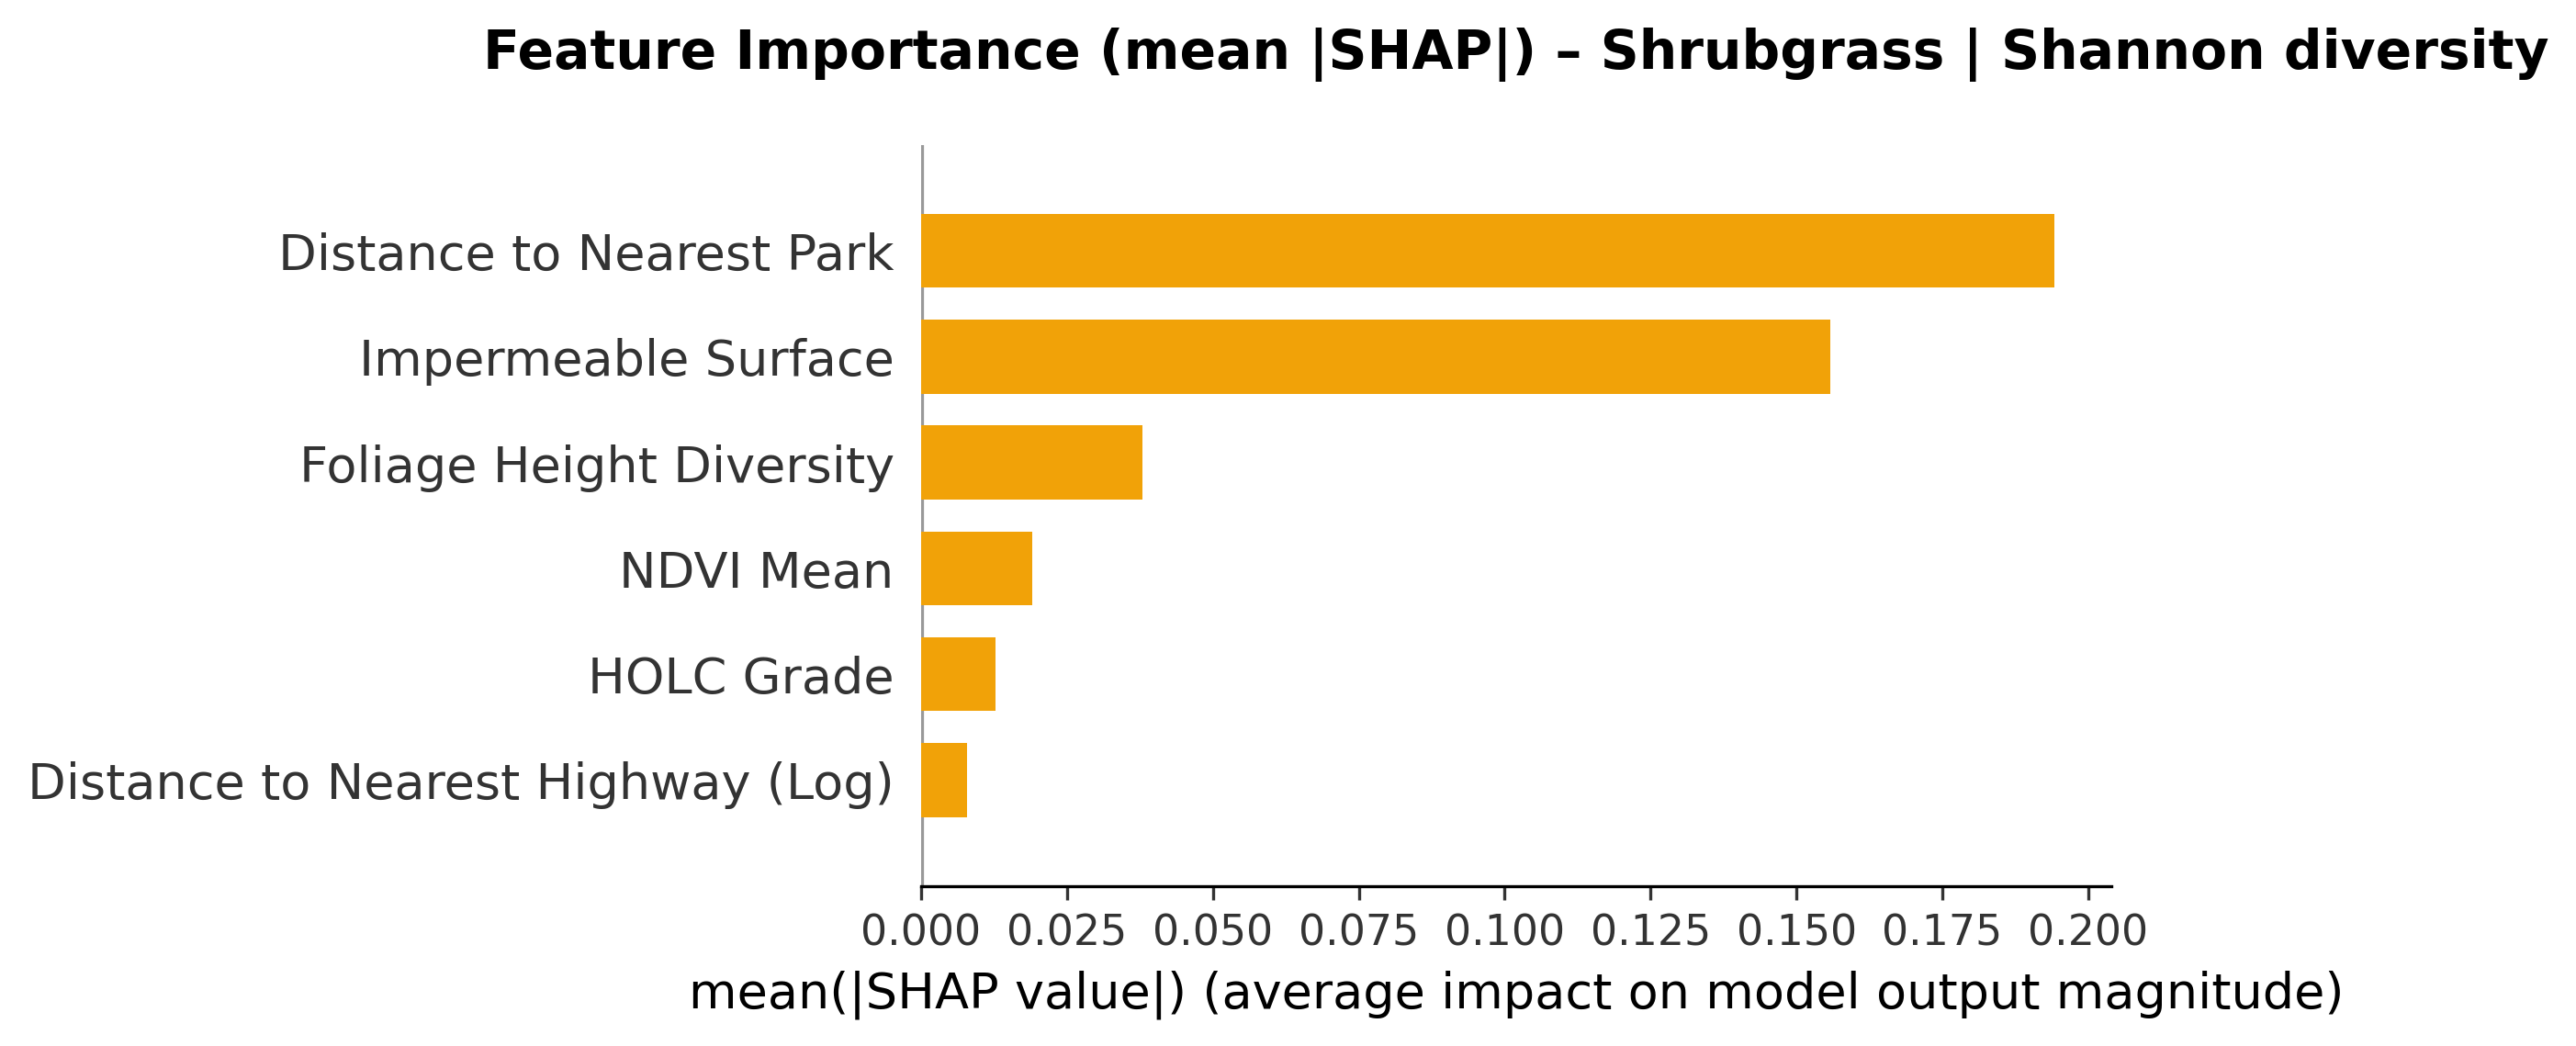 Feature Importance (mean |SHAP|) – Shrubgrass | Shannon diversity
Distance to Nearest Park
Impermeable Surface
Foliage Height Diversity
NDVI Mean
HOLC Grade
Distance to Nearest Highway (Log)
0.000 0.025 0.050 0.075 0.100 0.125 0.150 0.175 0.200
mean(|SHAP value|) (average impact on model output magnitude)